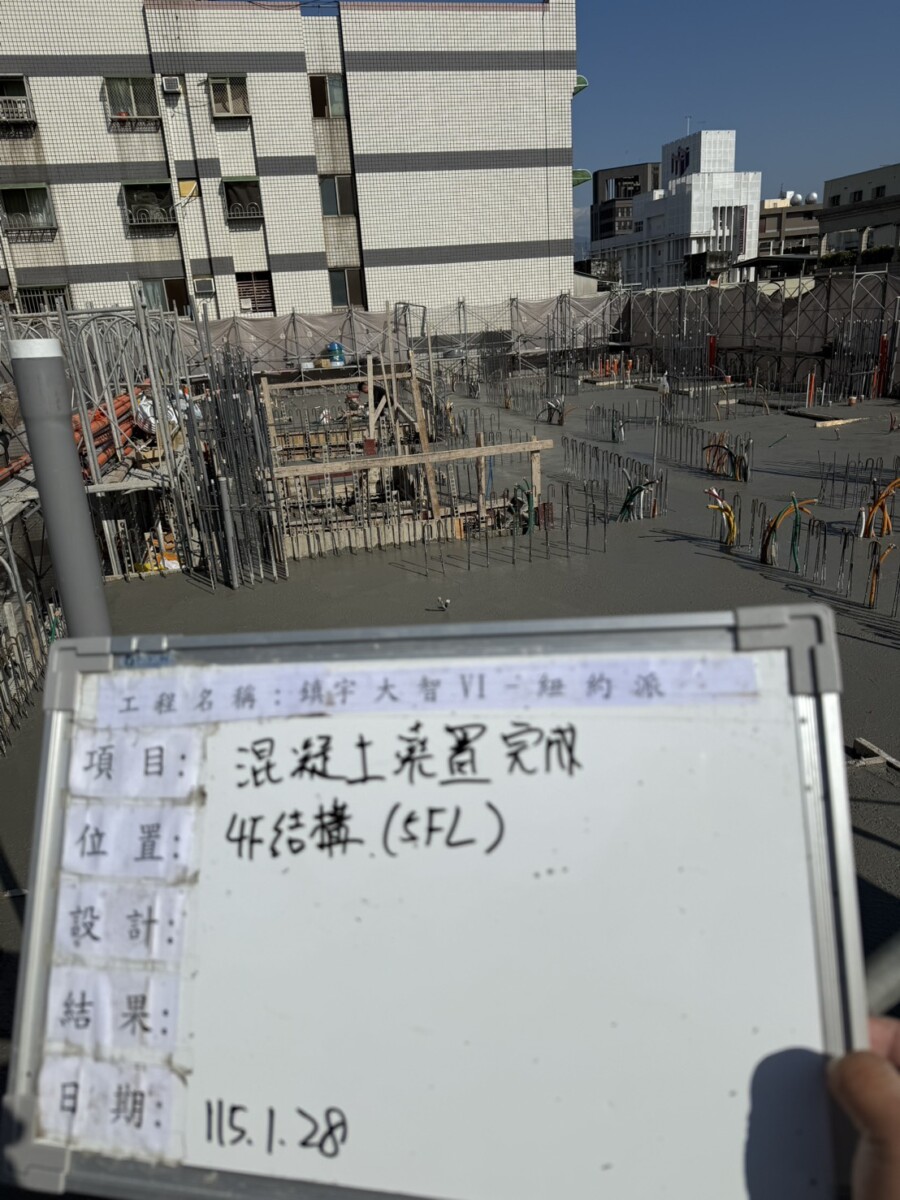 工程名稱:鎮宇大智VI-紐約派
項目: 混凝土柒置完成
位置: 4F結構(5FL)
設計:
結果:
日期: 115.1.28